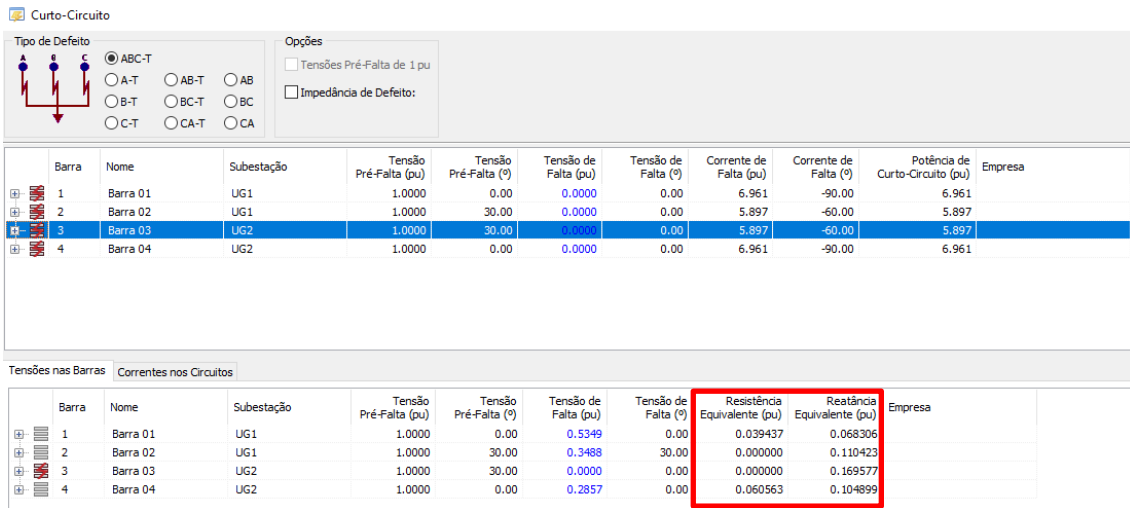 Curto-Circuito
Tipo de Defeito
Opções
A B C
ABC-T
Tensões Pré-Falta de 1 pu
A-T AB-T AB
Impedância de Defeito:
B-T BC-T BC
C-T CA-T CA
Barra Nome Subestação Tensão Pré-Falta (pu) Tensão Pré-Falta (º) Tensão de Falta (pu) Tensão de Falta (º) Corrente de Falta (pu) Corrente de Falta (º) Potência de Curto-Circuito (pu) Empresa
1 Barra 01 UG1 1.0000 0.00 0.0000 0.00 6.961 -90.00 6.961
2 Barra 02 UG1 1.0000 30.00 0.0000 0.00 5.897 -60.00 5.897
3 Barra 03 UG2 1.0000 30.00 0.0000 0.00 5.897 -60.00 5.897
4 Barra 04 UG2 1.0000 0.00 0.0000 0.00 6.961 -90.00 6.961
Tensões nas Barras Correntes nos Circuitos
Barra Nome Subestação Tensão Pré-Falta (pu) Tensão Pré-Falta (º) Tensão de Falta (pu) Tensão de Falta (º) Resistência Equivalente (pu) Reatância Equivalente (pu) Empresa
1 Barra 01 UG1 1.0000 0.00 0.5349 0.00 0.039437 0.068306
2 Barra 02 UG1 1.0000 30.00 0.3488 30.00 0.000000 0.110423
3 Barra 03 UG2 1.0000 30.00 0.0000 0.00 0.000000 0.169577
4 Barra 04 UG2 1.0000 0.00 0.2857 0.00 0.060563 0.104899